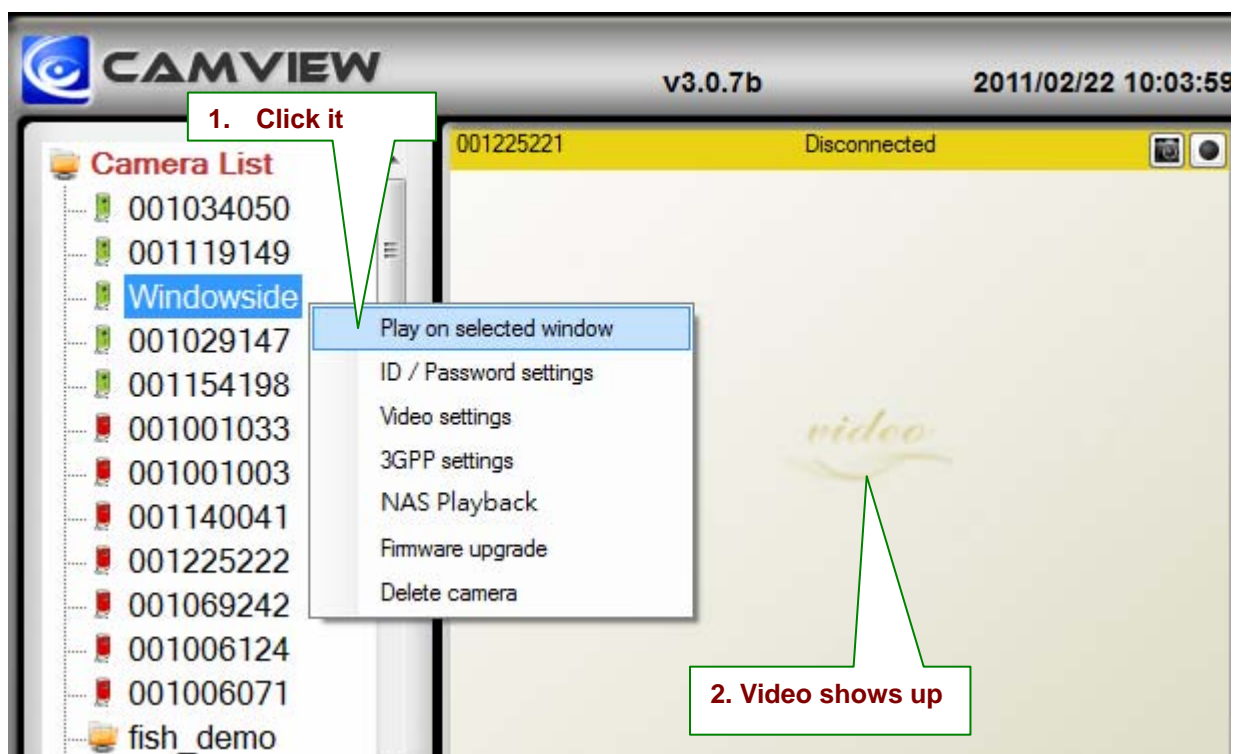 CAMVIEW
v3.0.7b
2011/02/22 10:03:59
1. Click it
Camera List
001034050
001119149
Windowside
001029147
001154198
001001033
001001003
001140041
001225222
001069242
001006124
001006071
fish_demo
001225221
Disconnected
Play on selected window
ID / Password settings
Video settings
3GPP settings
NAS Playback
Firmware upgrade
Delete camera
video
2. Video shows up